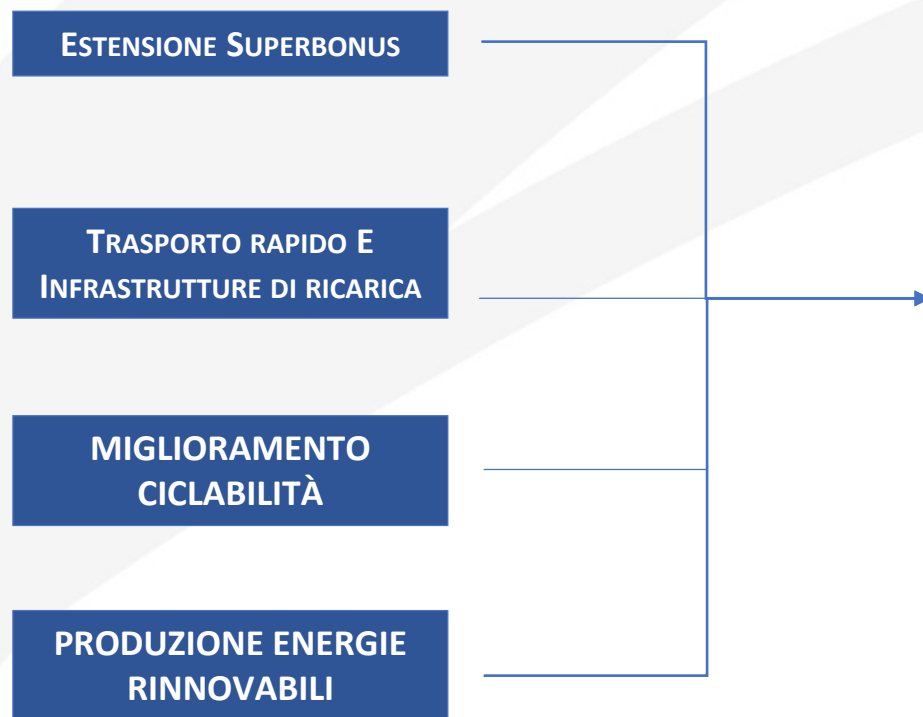 Estensione Superbonus
Trasporto rapido E
Infrastrutture di ricarica
MIGLIORAMENTO
CICLABILITÀ
PRODUZIONE ENERGIE
RINNOVABILI